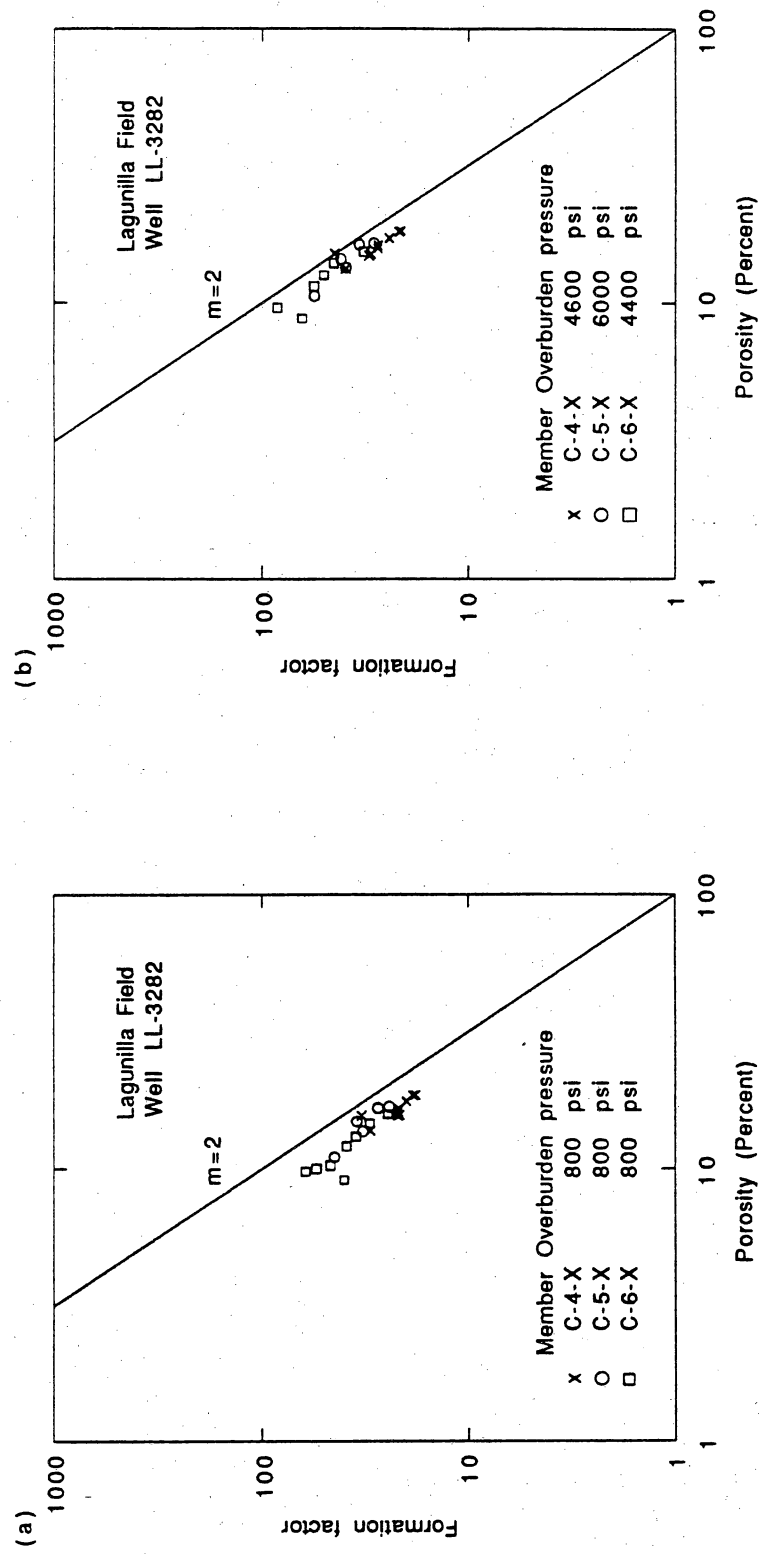 (a)
1000
100
10
1
Formation factor
Lagunilla Field
Well LL-3282
m=2
Member Overburden pressure
x C-4-X 800 psi
o C-5-X 800 psi
□ C-6-X 800 psi
1 10 100
Porosity (Percent)
(b)
1000
100
10
1
Formation factor
Lagunilla Field
Well LL-3282
m=2
Member Overburden pressure
x C-4-X 4600 psi
o C-5-X 6000 psi
□ C-6-X 4400 psi
1 10 100
Porosity (Percent)